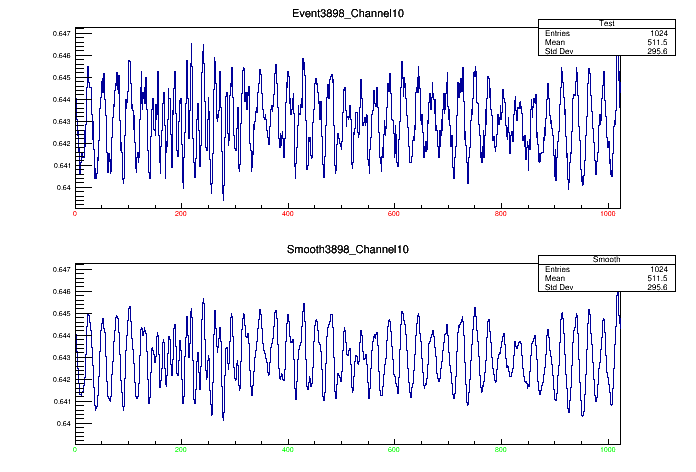 Event3898_Channel10
Test
Entries 1024
Mean 511.5
Std Dev 295.6
0.647
0.646
0.645
0.644
0.643
0.642
0.641
0.64
0 200 400 600 800 1000
Smooth3898_Channel10
Smooth
Entries 1024
Mean 511.5
Std Dev 295.6
0.647
0.646
0.645
0.644
0.643
0.642
0.641
0.64
0 200 400 600 800 1000